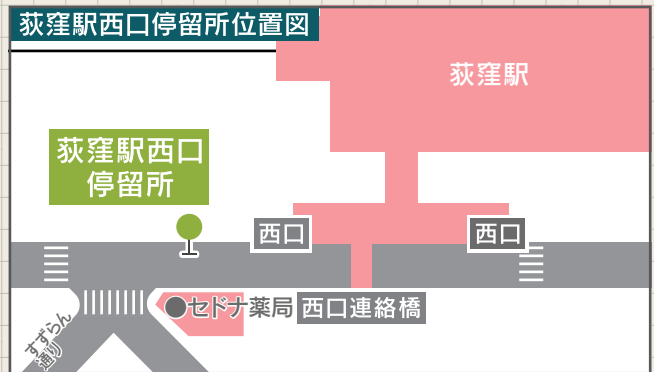 荻窪駅西口停留所位置図
荻窪駅
荻窪駅西口
停留所
西口
西口
●セドナ薬局
西口連絡橋
すずらん
通り